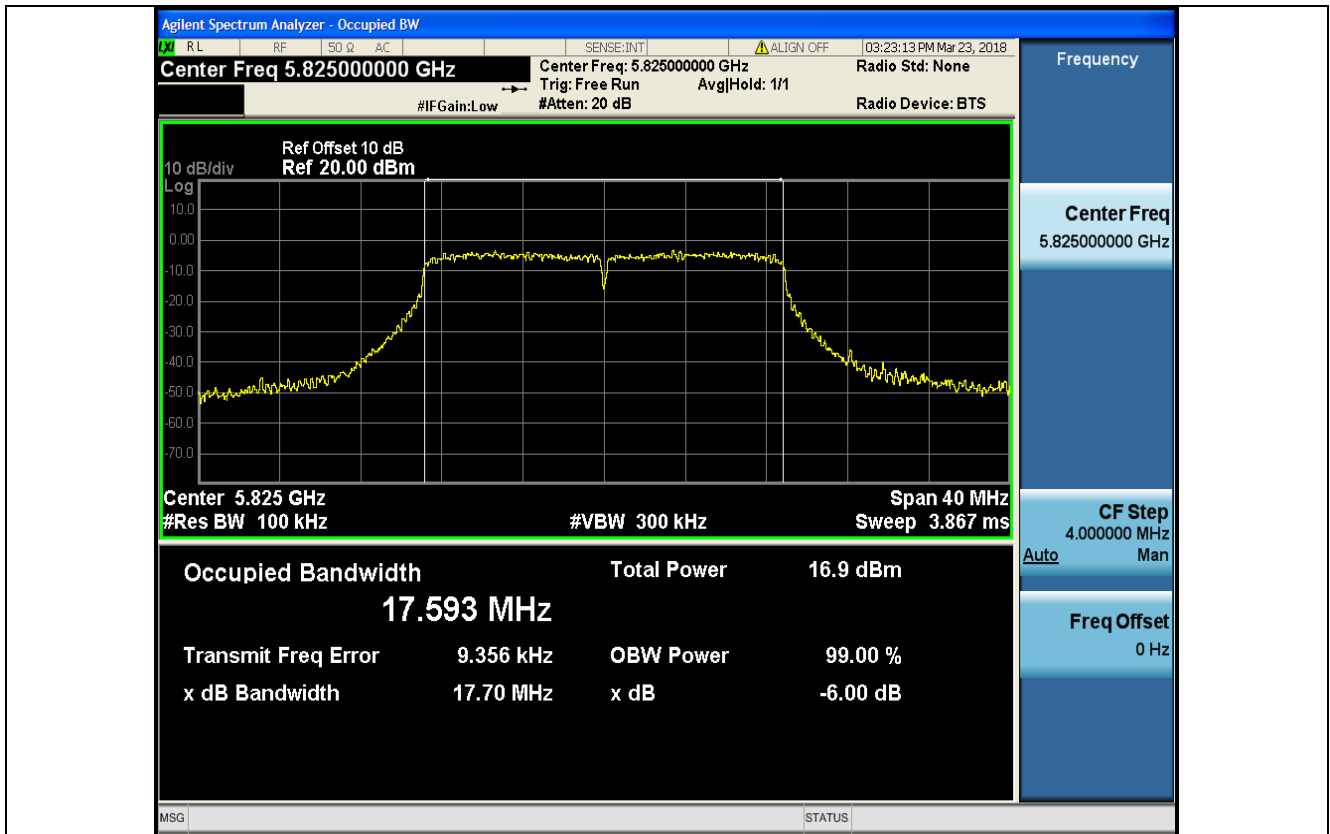 Agilent Spectrum Analyzer - Occupied BW
LXI RL RF 50 Ω AC SENSE:INT ALIGN OFF 03:23:13 PM Mar 23, 2018
Center Freq 5.825000000 GHz
#IFGain:Low
Center Freq: 5.825000000 GHz
Trig: Free Run Avg|Hold: 1/1
#Atten: 20 dB
Radio Std: None
Radio Device: BTS
Ref Offset 10 dB
10 dB/div Ref 20.00 dBm
Log
10.0
0.00
-10.0
-20.0
-30.0
-40.0
-50.0
-60.0
-70.0
Center 5.825 GHz Span 40 MHz
#Res BW 100 kHz #VBW 300 kHz Sweep 3.867 ms
Occupied Bandwidth Total Power 16.9 dBm
17.593 MHz
Transmit Freq Error 9.356 kHz OBW Power 99.00 %
x dB Bandwidth 17.70 MHz x dB -6.00 dB
MSG STATUS
Frequency
Center Freq
5.825000000 GHz
CF Step
4.000000 MHz
Auto Man
Freq Offset
0 Hz